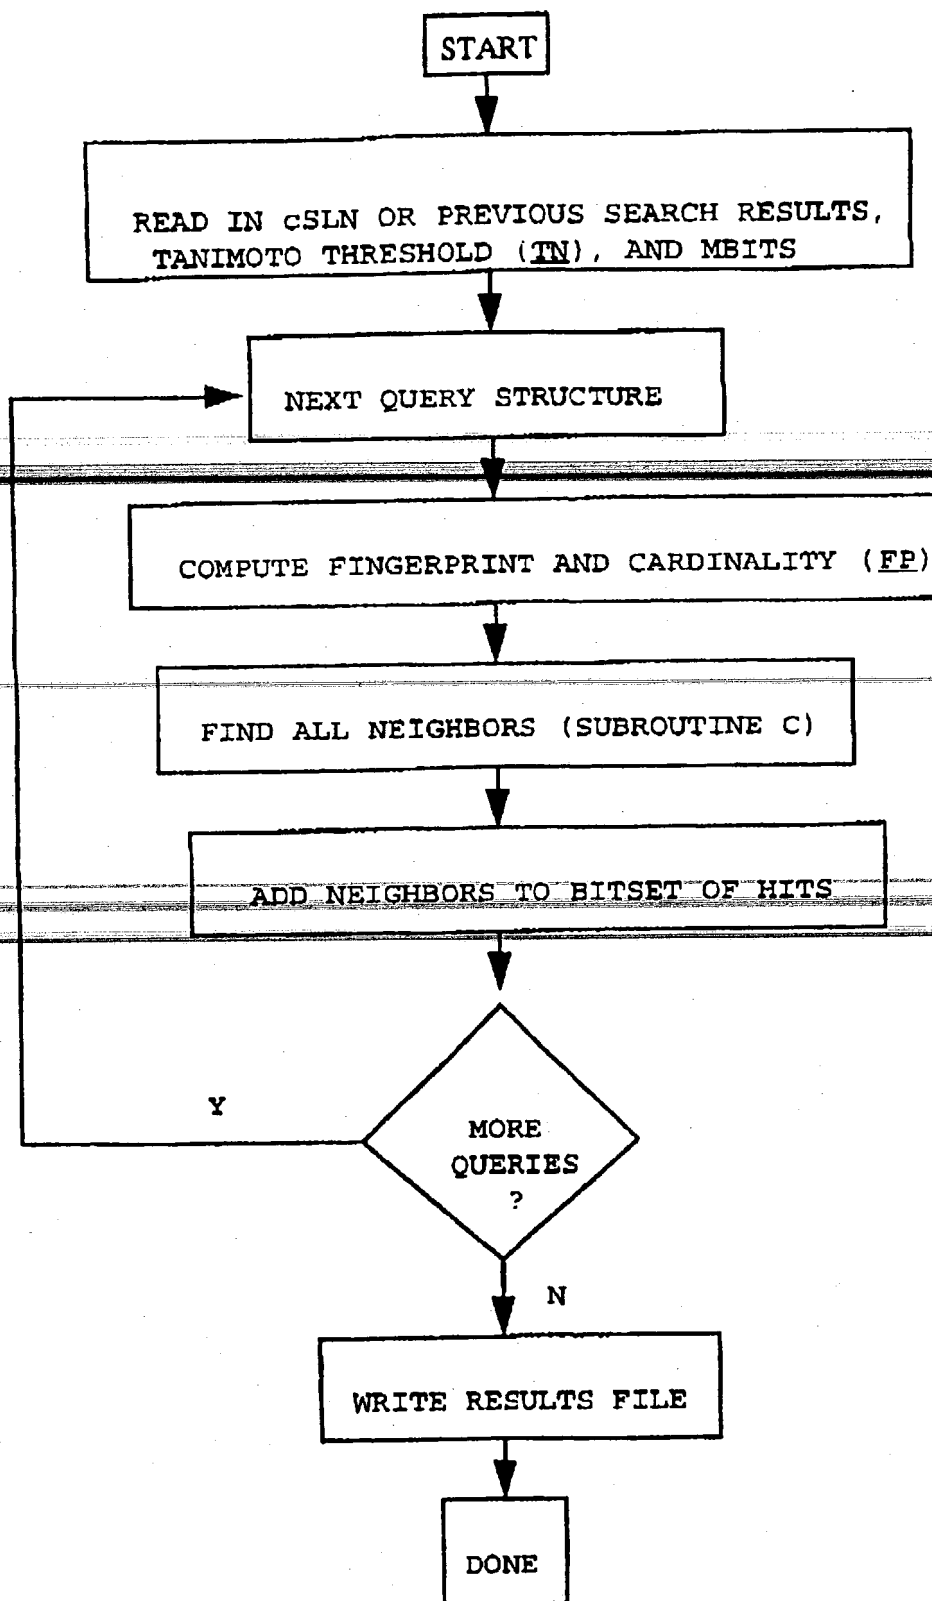 START
READ IN cSLN OR PREVIOUS SEARCH RESULTS,
TANIMOTO THRESHOLD (TN), AND MBITS
NEXT QUERY STRUCTURE
COMPUTE FINGERPRINT AND CARDINALITY (FP)
FIND ALL NEIGHBORS (SUBROUTINE C)
ADD NEIGHBORS TO BITSET OF HITS
Y
MORE
QUERIES
?
N
WRITE RESULTS FILE
DONE